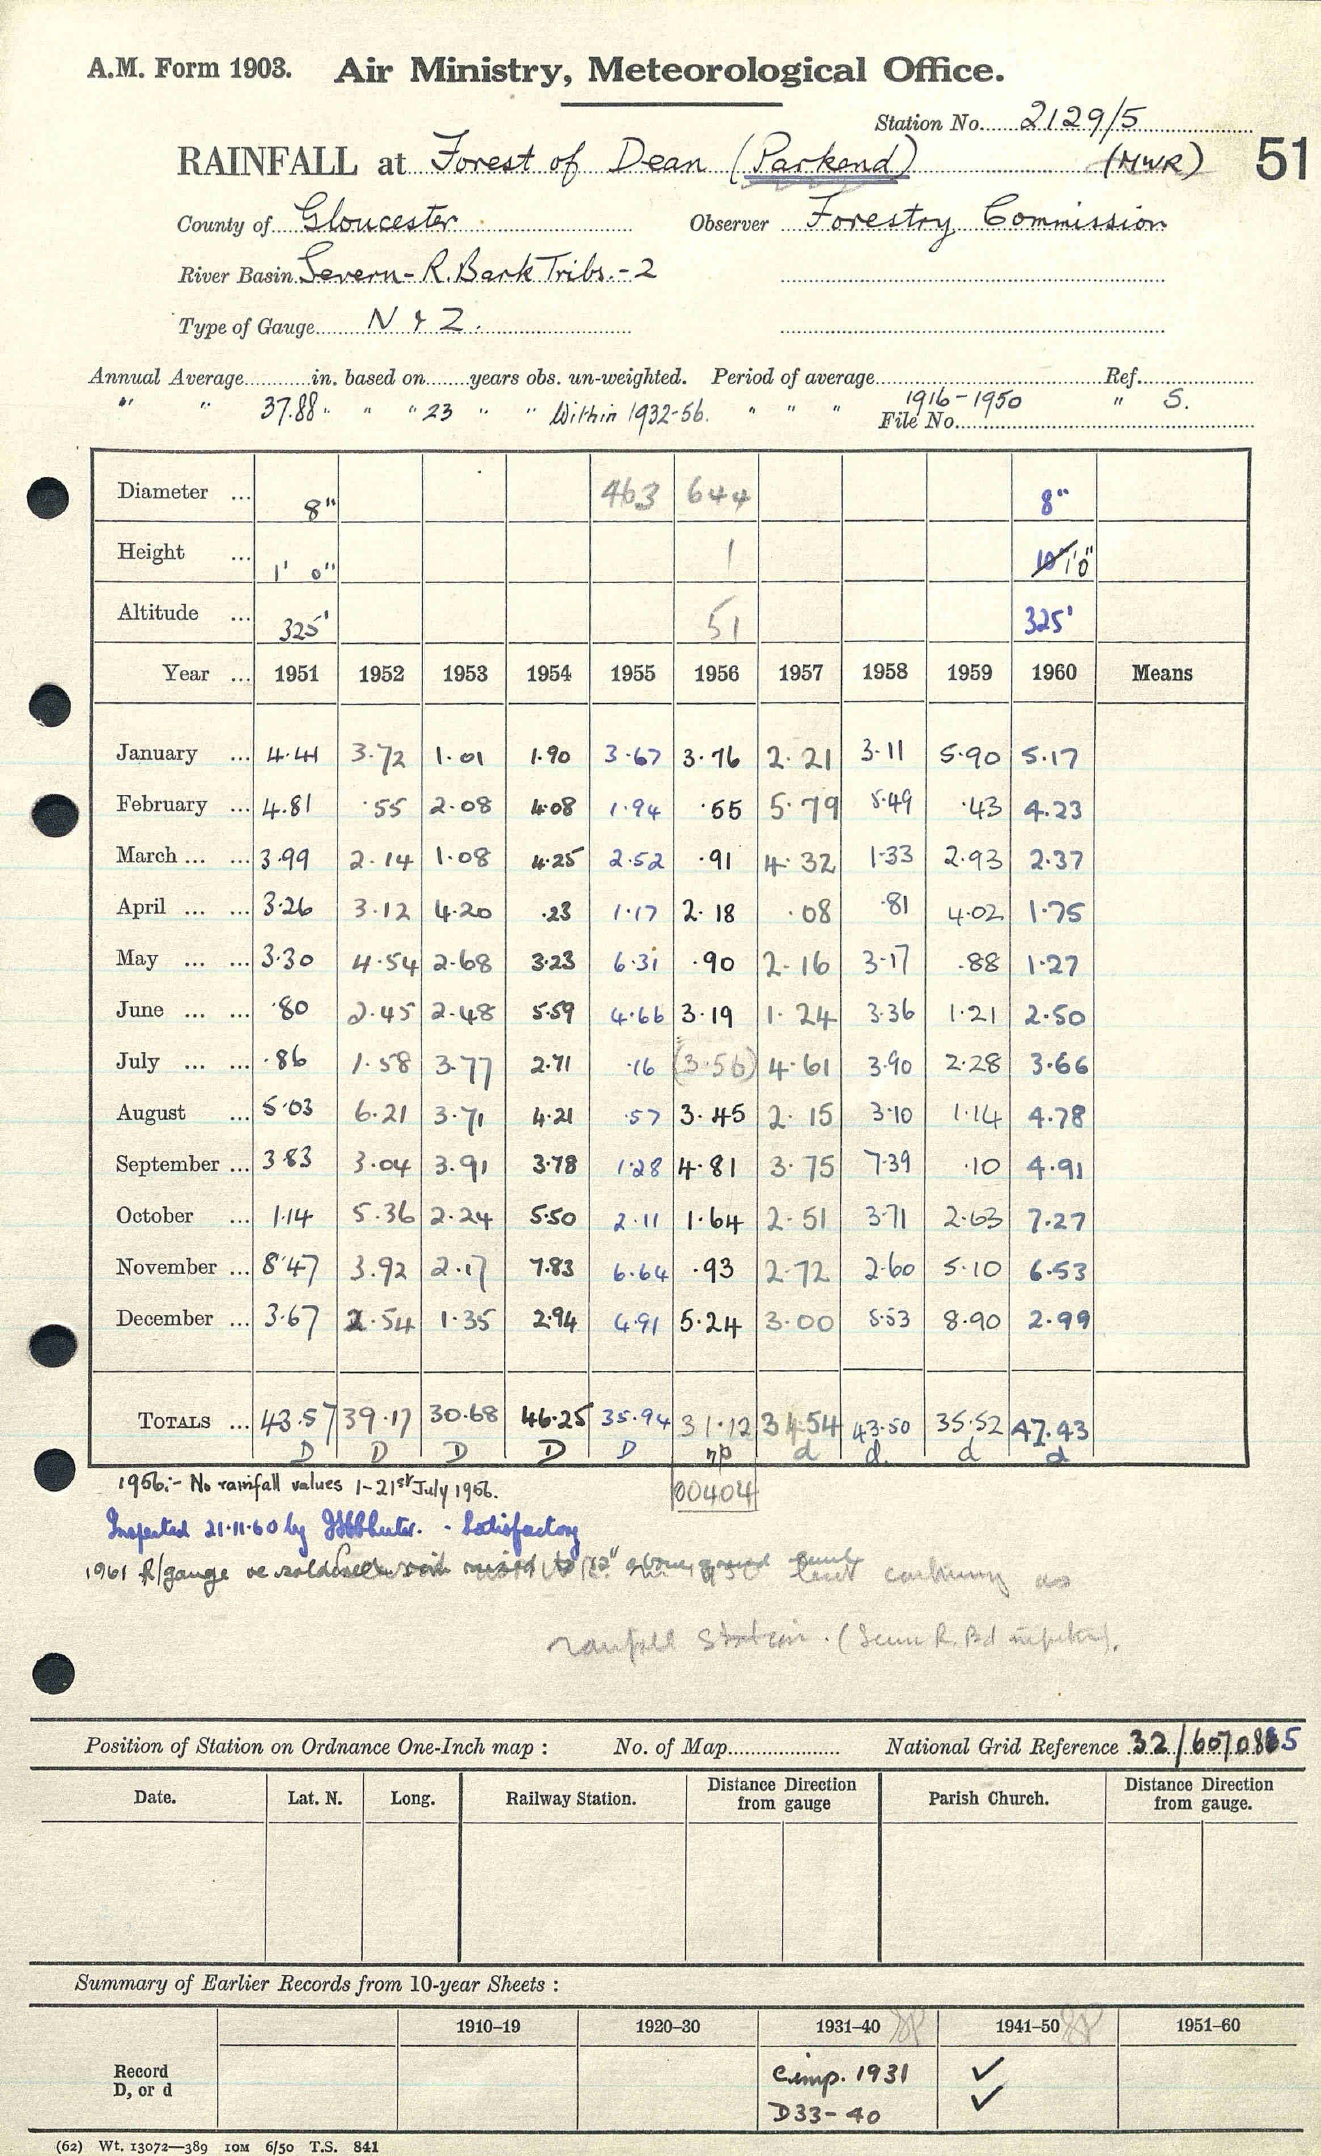 A.M. Form 1903. Air Ministry, Meteorological Office.
Station No. 2129/5
RAINFALL at Forest of Dean (Parkend) (MWR) 51
County of Gloucester Observer Forestry Commission
River Basin Severn - R. Bank Tribs. - 2
Type of Gauge N & Z.
Annual Average in. based on years obs. un-weighted. Period of average Ref.
" " 37.88 " " " 23 " " Within 1932-56. " " " 1916-1950 " S.
File No.
Diameter ... 8" 463 644 8"
Height ... 1' 0" 1 10" 1'0"
Altitude ... 325' 51 325'
Year ... 1951 1952 1953 1954 1955 1956 1957 1958 1959 1960 Means
January ... 4.41 3.72 1.01 1.90 3.67 3.76 2.21 3.11 5.90 5.17
February ... 4.81 .55 2.08 4.08 1.94 .55 5.79 5.49 .43 4.23
March ... ... 3.99 2.14 1.08 4.25 2.52 .91 4.32 1.33 2.93 2.37
April ... ... 3.26 3.12 4.20 .23 1.17 2.18 .08 .81 4.02 1.75
May ... ... 3.30 4.54 2.68 3.23 6.31 .90 2.16 3.17 .88 1.27
June ... ... .80 2.45 2.48 5.59 4.66 3.19 1.24 3.36 1.21 2.50
July ... ... .86 1.58 3.77 2.71 .16 (3.56) 4.61 3.90 2.28 3.66
August ... 5.03 6.21 3.71 4.21 .57 3.45 2.15 3.10 1.14 4.78
September ... 3.83 3.04 3.91 3.78 1.28 4.81 3.75 7.39 .10 4.91
October ... 1.14 5.36 2.24 5.50 2.11 1.64 2.51 3.71 2.63 7.27
November ... 8.47 3.92 2.17 7.83 6.64 .93 2.72 2.60 5.10 6.53
December ... 3.67 2.54 1.35 2.94 4.91 5.24 3.00 5.53 8.90 2.99
TOTALS ... 43.57 39.17 30.68 46.25 35.94 31.12 34.54 43.50 35.52 47.43
D D D D D np d d. d d
1956:- No rainfall values 1-21st July 1956.
00404
Inspected 21.11.60 by - Satisfactory
1961 R/gauge re soldered raised to 12" above ground
rainfall station. (Severn R. Bd
Position of Station on Ordnance One-Inch map : No. of Map National Grid Reference 32/607085
Date. Lat. N. Long. Railway Station. Distance Direction from gauge Parish Church. Distance Direction from gauge.
Summary of Earlier Records from 10-year Sheets :
1910-19 1920-30 1931-40 1941-50 1951-60
Record Cimp. 1931 ✓
D, or d D33-40 ✓
(62) Wt. 13072—389 10M 6/50 T.S. 841